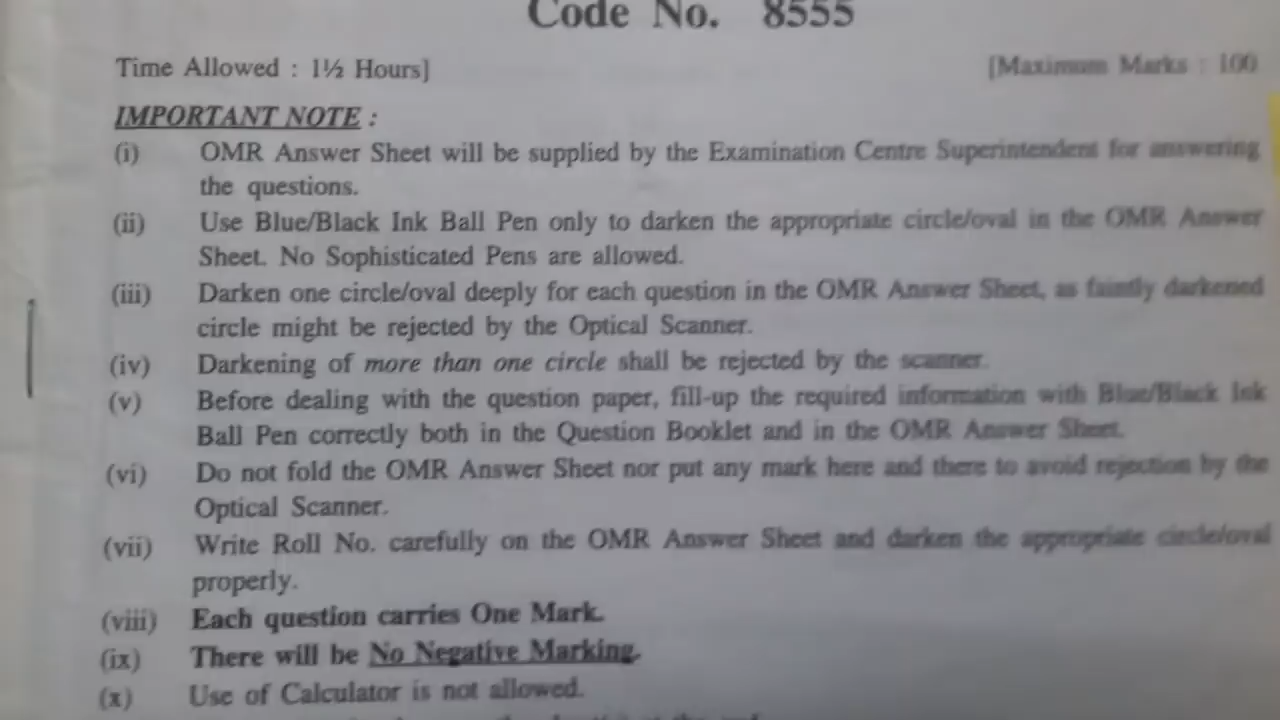 Code No. 8555
Time Allowed : 1½ Hours] [Maximum Marks : 100
IMPORTANT NOTE :
(i) OMR Answer Sheet will be supplied by the Examination Centre Superintendent for answering
the questions.
(ii) Use Blue/Black Ink Ball Pen only to darken the appropriate circle/oval in the OMR Answer
Sheet. No Sophisticated Pens are allowed.
(iii) Darken one circle/oval deeply for each question in the OMR Answer Sheet, as faintly darkened
circle might be rejected by the Optical Scanner.
(iv) Darkening of more than one circle shall be rejected by the scanner.
(v) Before dealing with the question paper, fill-up the required information with Blue/Black Ink
Ball Pen correctly both in the Question Booklet and in the OMR Answer Sheet.
(vi) Do not fold the OMR Answer Sheet nor put any mark here and there to avoid rejection by the
Optical Scanner.
(vii) Write Roll No. carefully on the OMR Answer Sheet and darken the appropriate circle/oval
properly.
(viii) Each question carries One Mark.
(ix) There will be No Negative Marking.
(x) Use of Calculator is not allowed.